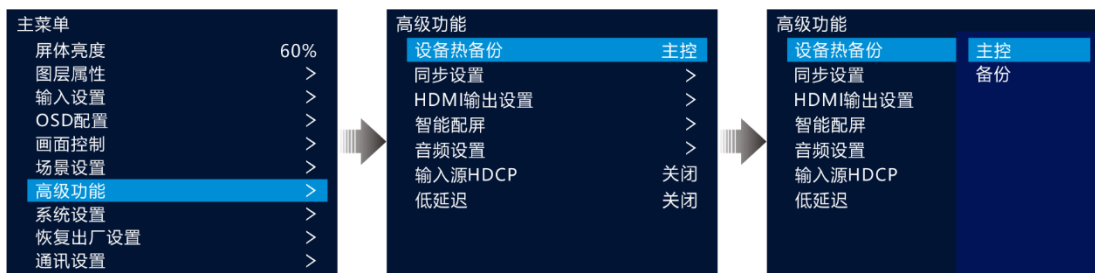 主菜单
屏体亮度 60%
图层属性 >
输入设置 >
OSD配置 >
画面控制 >
场景设置 >
高级功能 >
系统设置 >
恢复出厂设置 >
通讯设置 >
高级功能
设备热备份 主控
同步设置 >
HDMI输出设置 >
智能配屏 >
音频设置 >
输入源HDCP 关闭
低延迟 关闭
高级功能
设备热备份 主控
同步设置 备份
HDMI输出设置
智能配屏
音频设置
输入源HDCP
低延迟